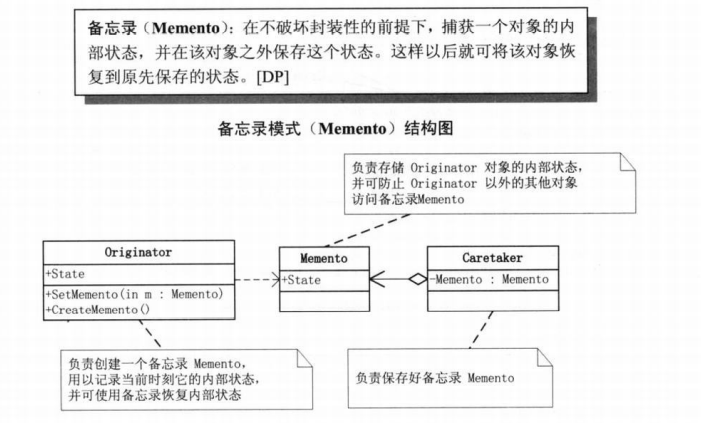 备忘录（Memento）：在不破坏封装性的前提下，捕获一个对象的内
部状态，并在该对象之外保存这个状态。这样以后就可将该对象恢
复到原先保存的状态。[DP]
备忘录模式（Memento）结构图
负责存储 Originator 对象的内部状态，
并可防止 Originator 以外的其他对象
访问备忘录Memento
Originator
+State
+SetMemento(in m : Memento)
+CreateMemento()
Memento
+State
Caretaker
-Memento : Memento
负责创建一个备忘录 Memento，
用以记录当前时刻它的内部状态，
并可使用备忘录恢复内部状态
负责保存好备忘录 Memento